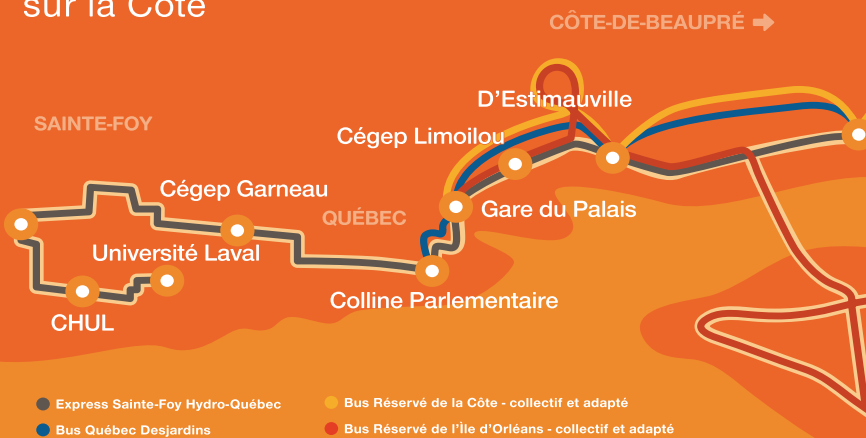 sur la Côte
CÔTE-DE-BEAUPRÉ
D'Estimauville
SAINTE-FOY
Cégep Limoilou
Cégep Garneau
QUÉBEC
Gare du Palais
Université Laval
Colline Parlementaire
CHUL
Express Sainte-Foy Hydro-Québec
Bus Réservé de la Côte - collectif et adapté
Bus Québec Desjardins
Bus Réservé de l'Île d'Orléans - collectif et adapté